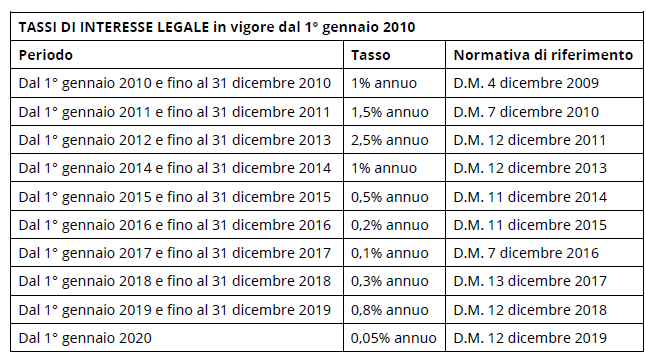 TASSI DI INTERESSE LEGALE in vigore dal 1° gennaio 2010
Periodo Tasso Normativa di riferimento
Dal 1° gennaio 2010 e fino al 31 dicembre 2010 1% annuo D.M. 4 dicembre 2009
Dal 1° gennaio 2011 e fino al 31 dicembre 2011 1,5% annuo D.M. 7 dicembre 2010
Dal 1° gennaio 2012 e fino al 31 dicembre 2013 2,5% annuo D.M. 12 dicembre 2011
Dal 1° gennaio 2014 e fino al 31 dicembre 2014 1% annuo D.M. 12 dicembre 2013
Dal 1° gennaio 2015 e fino al 31 dicembre 2015 0,5% annuo D.M. 11 dicembre 2014
Dal 1° gennaio 2016 e fino al 31 dicembre 2016 0,2% annuo D.M. 11 dicembre 2015
Dal 1° gennaio 2017 e fino al 31 dicembre 2017 0,1% annuo D.M. 7 dicembre 2016
Dal 1° gennaio 2018 e fino al 31 dicembre 2018 0,3% annuo D.M. 13 dicembre 2017
Dal 1° gennaio 2019 e fino al 31 dicembre 2019 0,8% annuo D.M. 12 dicembre 2018
Dal 1° gennaio 2020 0,05% annuo D.M. 12 dicembre 2019